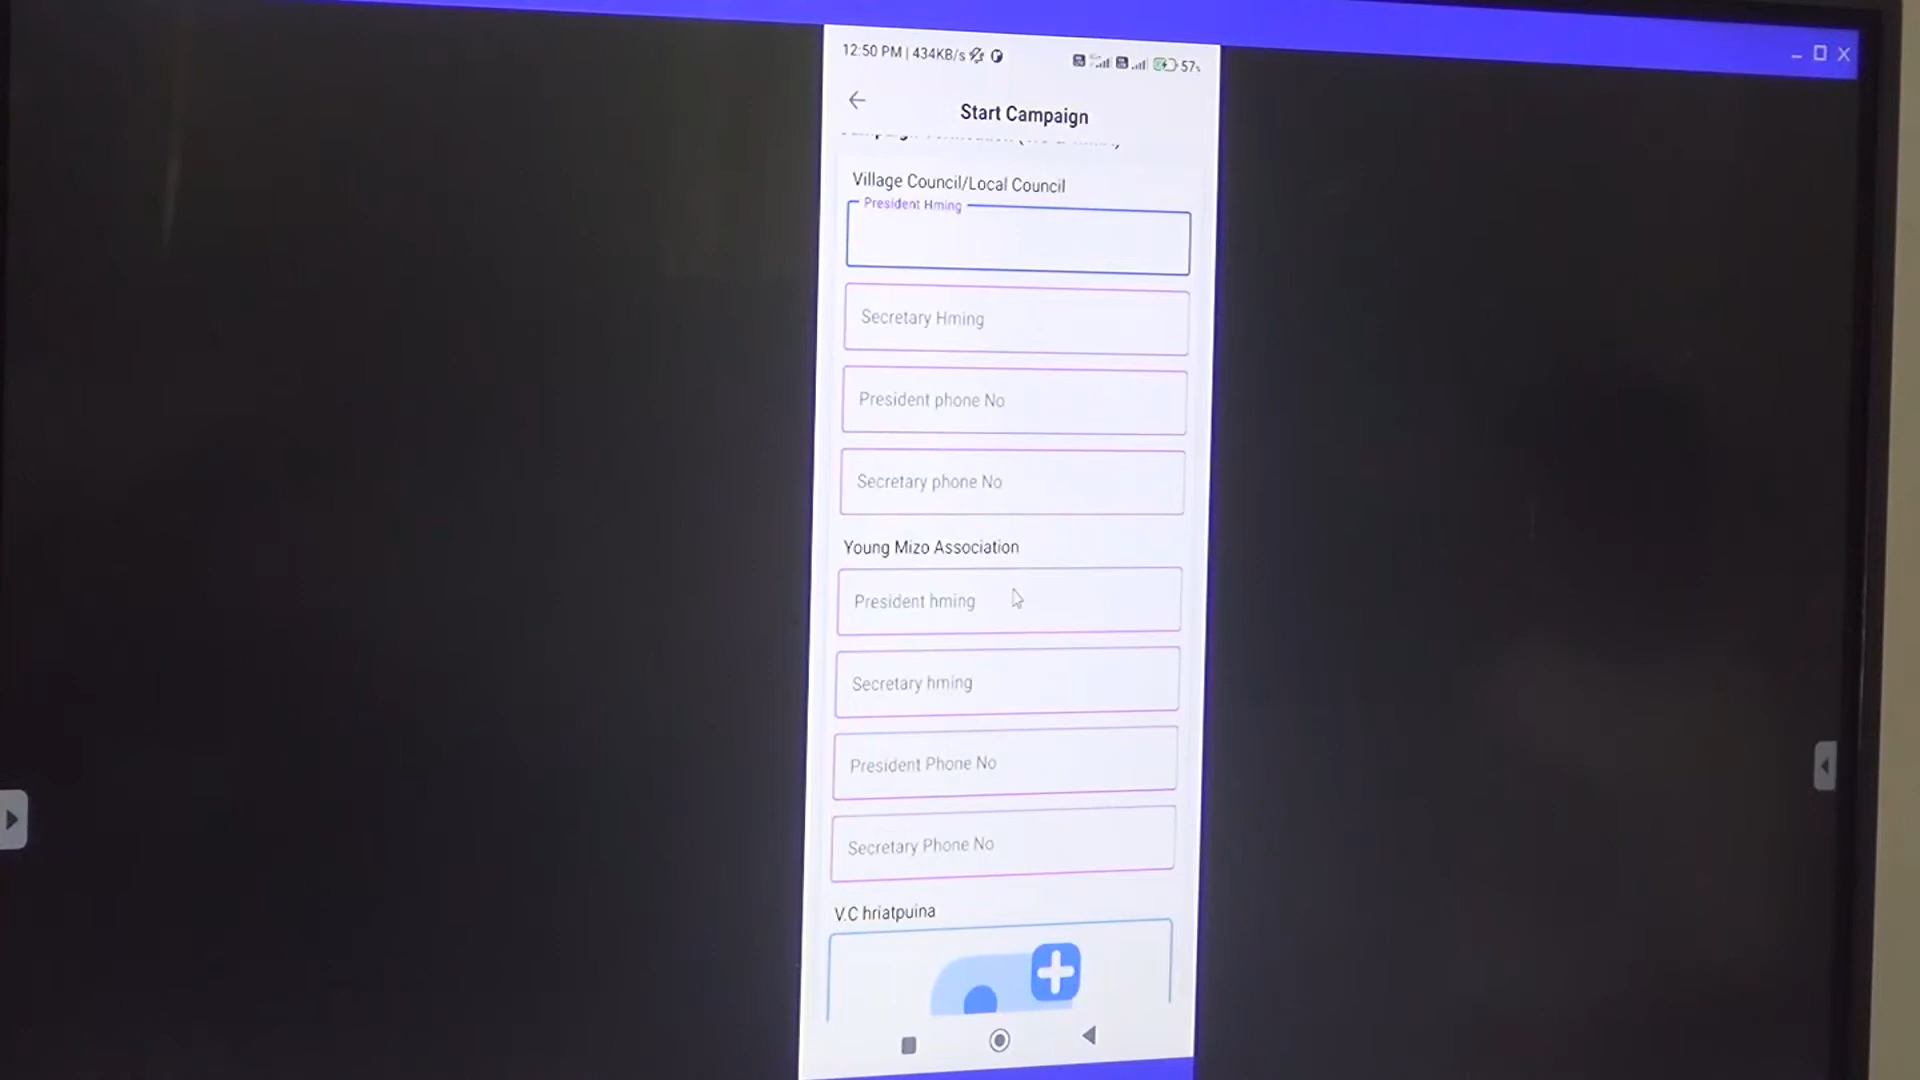 12:50 PM | 434KB/s
57
Start Campaign
Village Council/Local Council
President Hming
Secretary Hming
President phone No
Secretary phone No
Young Mizo Association
President hming
Secretary hming
President Phone No
Secretary Phone No
V.C hriatpuina